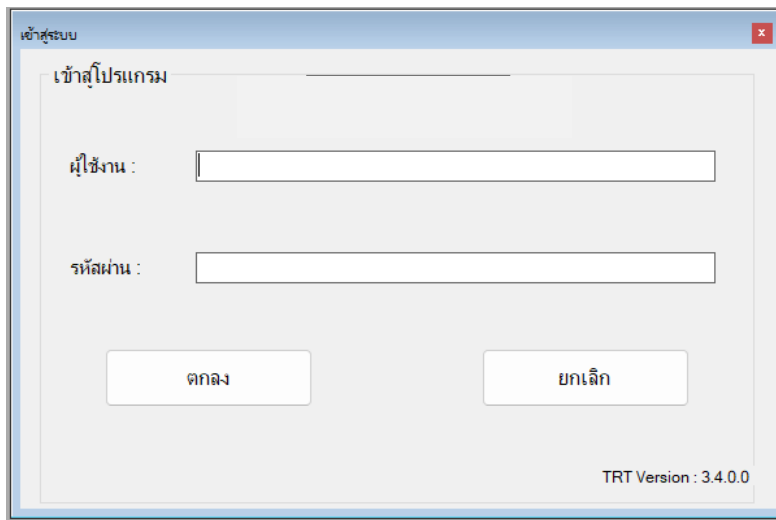 เข้าสู่ระบบ
x
เข้าสู่โปรแกรม
ผู้ใช้งาน :
รหัสผ่าน :
ตกลง
ยกเลิก
TRT Version : 3.4.0.0